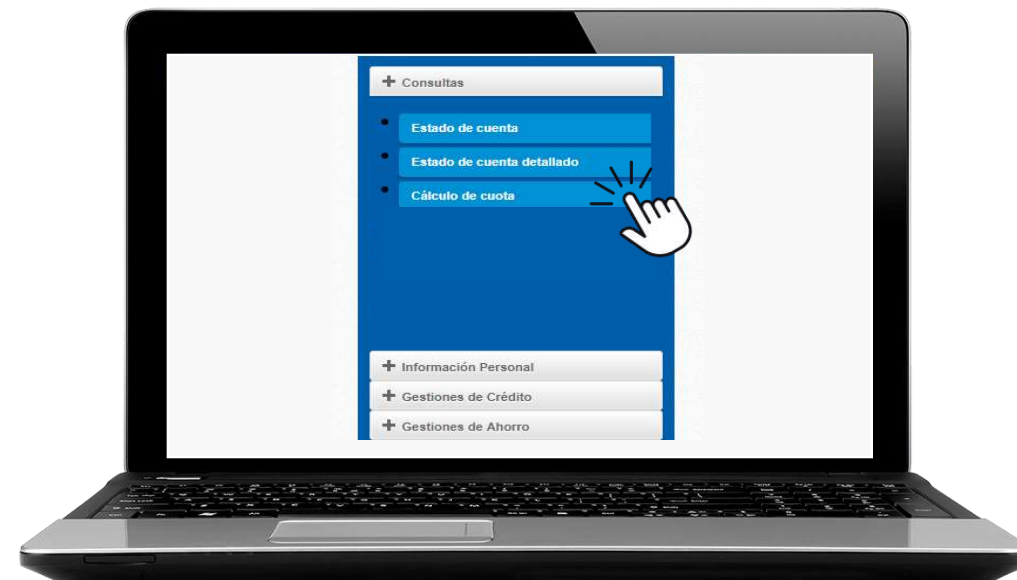 Consultas
Estado de cuenta
Estado de cuenta detallado
Cálculo de cuota
Información Personal
Gestiones de Crédito
Gestiones de Ahorro